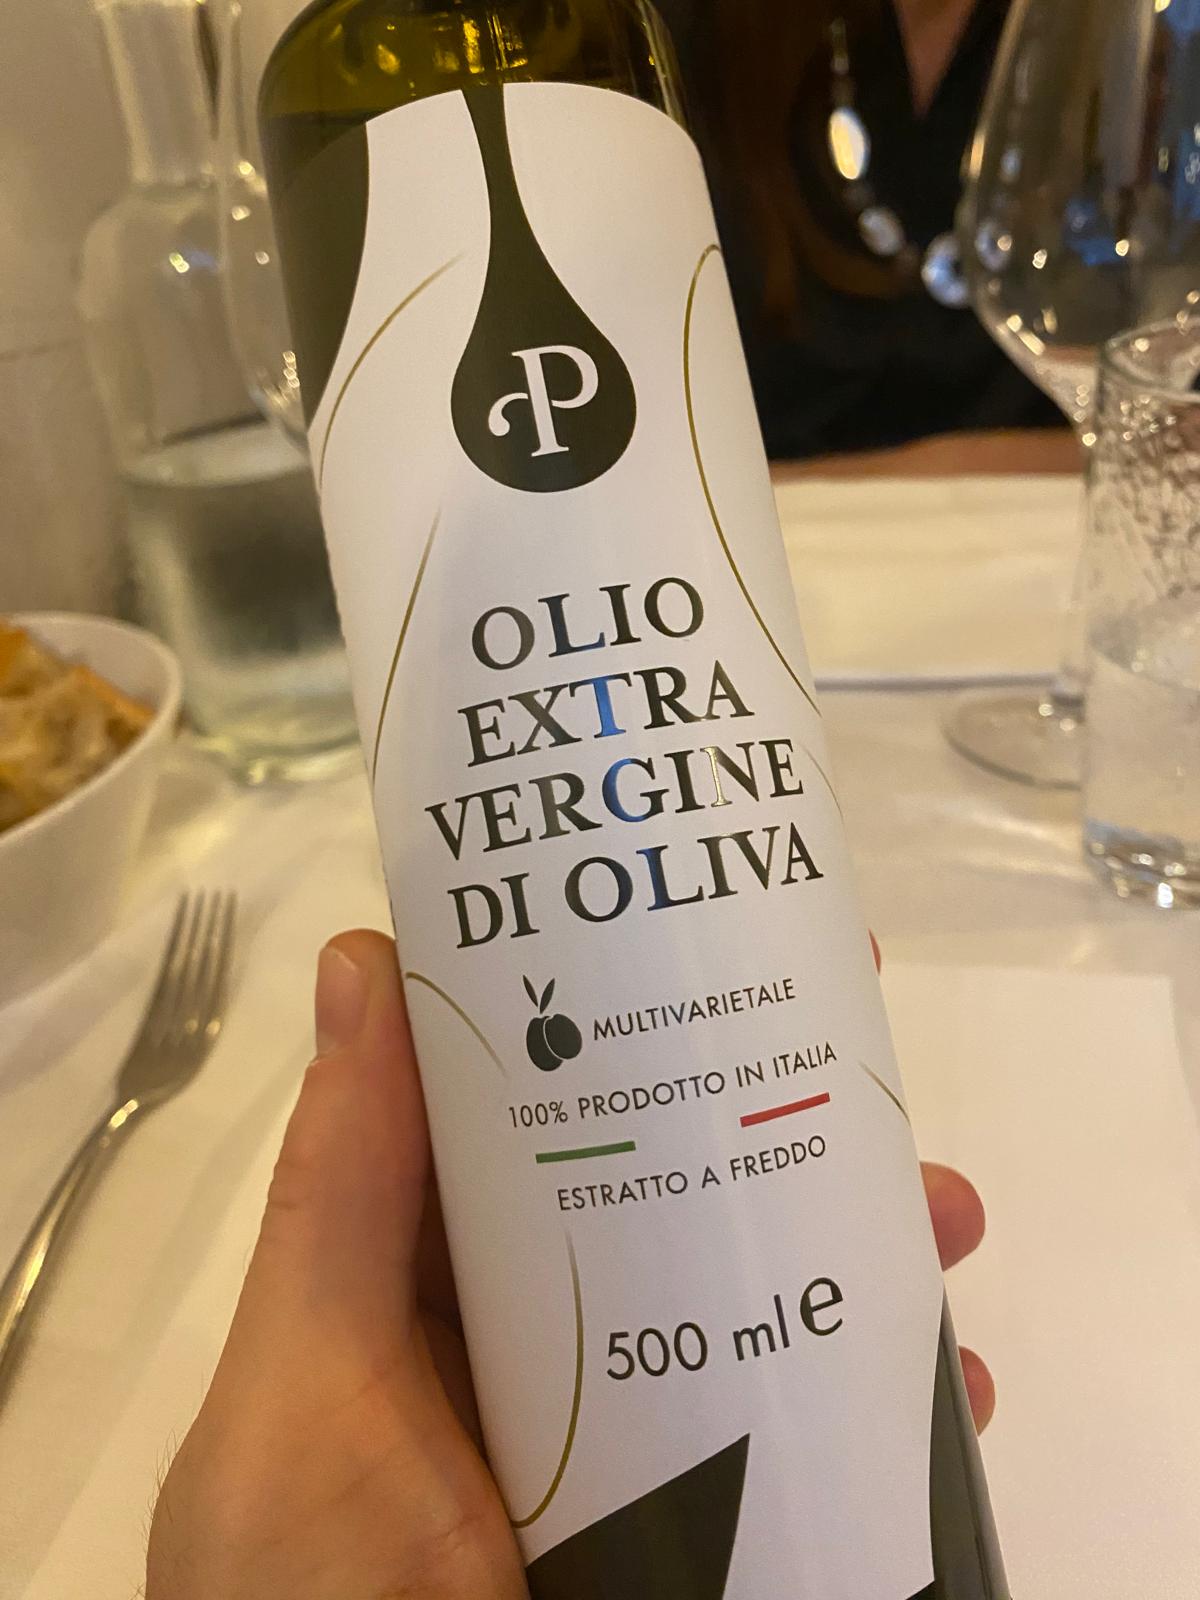 P
OLIO
EXTRA
VERGINE
DI OLIVA
MULTIVARIETALE
100% PRODOTTO IN ITALIA
ESTRATTO A FREDDO
500 ml e